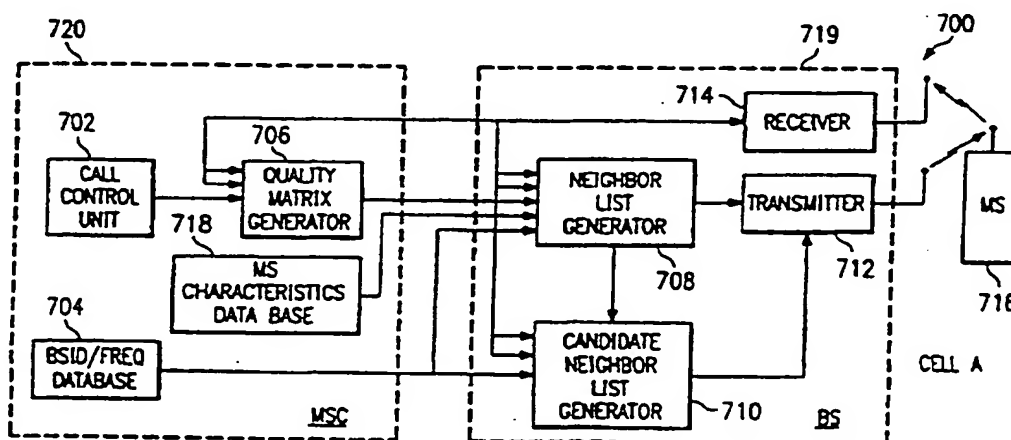 720
719
700
714
RECEIVER
702
706
CALL
CONTROL
UNIT
QUALITY
MATRIX
GENERATOR
NEIGHBOR
LIST
GENERATOR
TRANSMITTER
MS
718
708
712
716
MS
CHARACTERISTICS
DATA BASE
704
BSID/FREQ
DATABASE
CANDIDATE
NEIGHBOR
LIST
GENERATOR
CELL A
710
MSC
BS